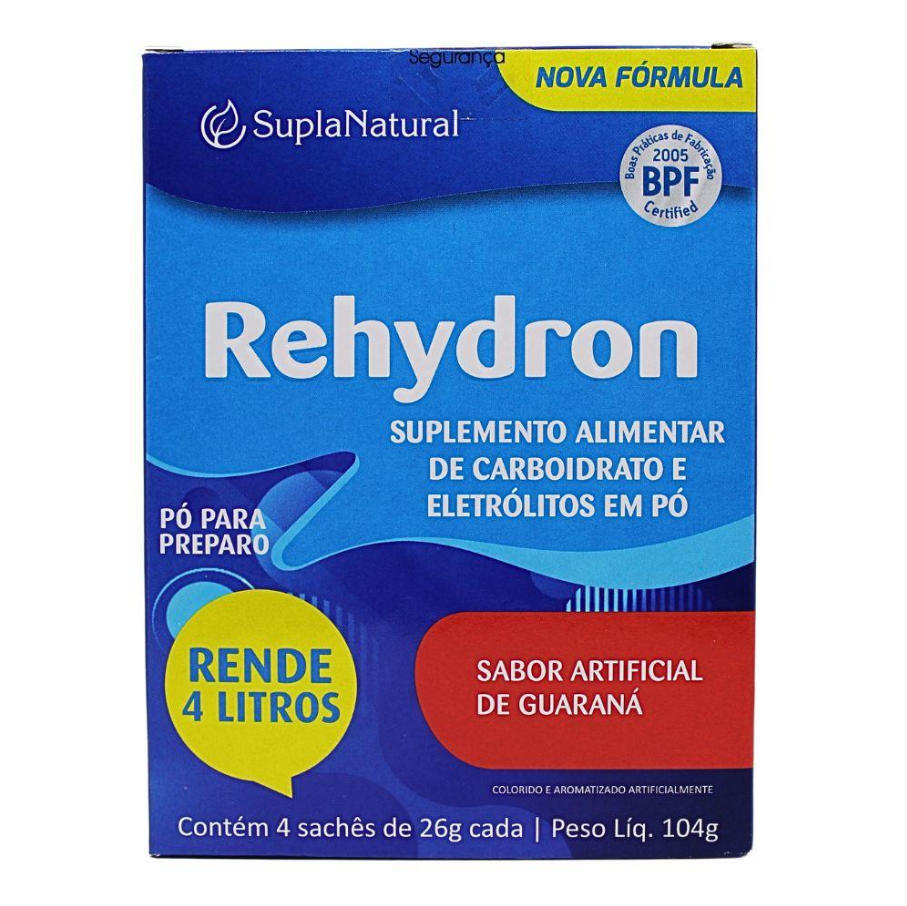 Segurança
NOVA FÓRMULA
SuplaNatural
Boas Práticas de Fabricação
2005
BPF
Certified
Rehydron
SUPLEMENTO ALIMENTAR
DE CARBOIDRATO E
ELETRÓLITOS EM PÓ
PÓ PARA
PREPARO
RENDE
4 LITROS
SABOR ARTIFICIAL
DE GUARANÁ
COLORIDO E AROMATIZADO ARTIFICIALMENTE
Contém 4 sachês de 26g cada | Peso Líq. 104g